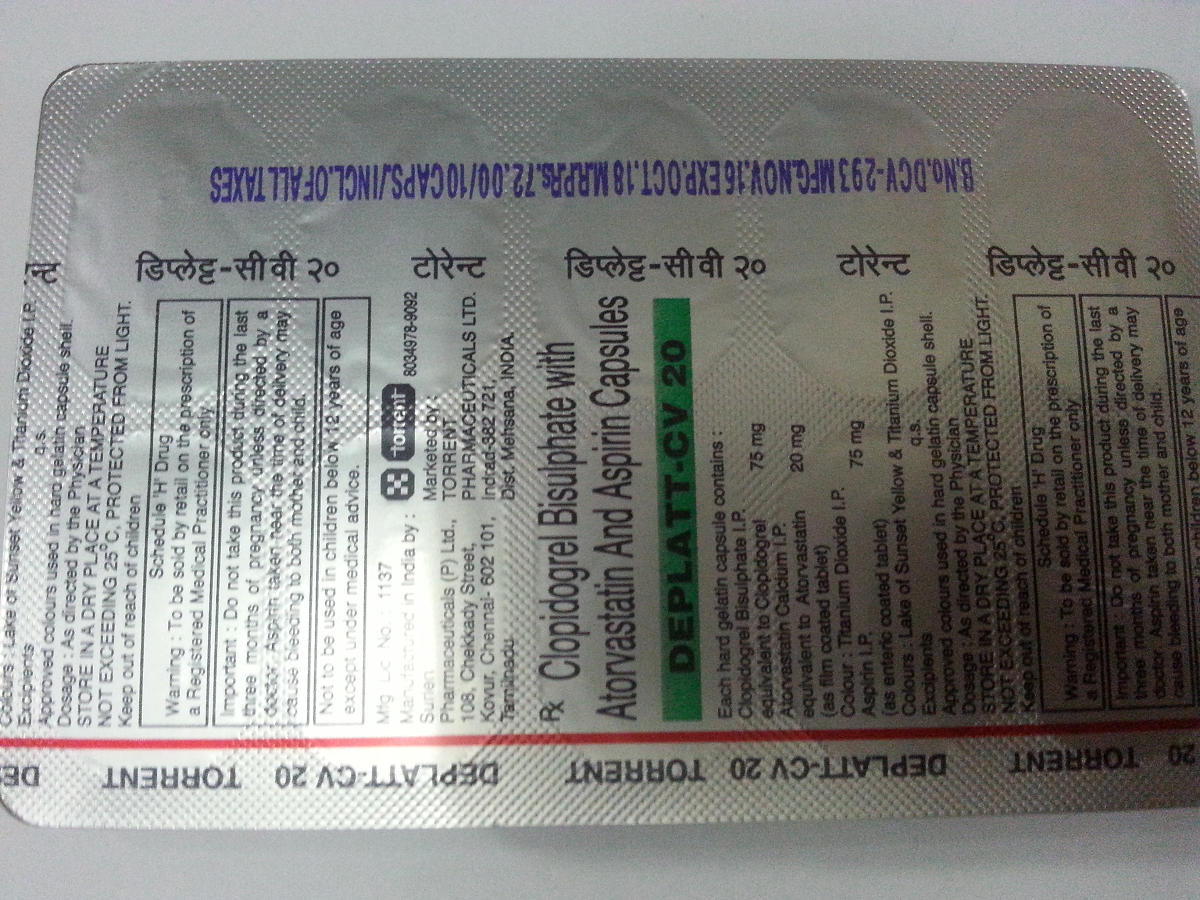 B.No.DCV-293 MFG.NOV.16 EXP.OCT.18 M.R.P.Rs.72.00/10CAPS./INCL.OF ALL TAXES
Colours : Lake of Sunset Yellow & Titanium Dioxide I.P.
Excipients q.s.
Approved colours used in hard gelatin capsule shell.
Dosage : As directed by the Physician
STORE IN A DRY PLACE AT A TEMPERATURE
NOT EXCEEDING 25°C, PROTECTED FROM LIGHT.
Keep out of reach of children
डिप्लेट्ट-सी वी २०
Schedule 'H' Drug
Warning : To be sold by retail on the prescription of
a Registered Medical Practitioner only
Important : Do not take this product during the last
three months of pregnancy unless directed by a
doctor. Aspirin taken near the time of delivery may
cause bleeding to both mother and child.
Not to be used in children below 12 years of age
except under medical advice.
टोरेन्ट
Mfg Lic No.: 1137
torrent
8034978-9092
Manufactured in India by :
Pharmaceuticals (P) Ltd.,
108, Chekkady Street,
Kovur, Chennai- 602 101,
Tamilnadu
Marketed by :
TORRENT
PHARMACEUTICALS LTD.
Indrad-382 721,
Dist. Mehsana, INDIA.
डिप्लेट्ट-सी वी २०
Rx Clopidogrel Bisulphate with
Atorvastatin And Aspirin Capsules
DEPLATT-CV 20
Each hard gelatin capsule contains :
Clopidogrel Bisulphate I.P.
equivalent to Clopidogrel 75 mg
Atorvastatin Calcium I.P.
equivalent to Atorvastatin 20 mg
(as film coated tablet)
Colour : Titanium Dioxide I.P.
Aspirin I.P. 75 mg
(as enteric coated tablet)
टोरेन्ट
Colours : Lake of Sunset Yellow & Titanium Dioxide I.P.
Excipients q.s.
Approved colours used in hard gelatin capsule shell.
Dosage : As directed by the Physician
STORE IN A DRY PLACE AT A TEMPERATURE
NOT EXCEEDING 25°C, PROTECTED FROM LIGHT.
Keep out of reach of children
डिप्लेट्ट-सी वी २०
Schedule 'H' Drug
Warning : To be sold by retail on the prescription of
a Registered Medical Practitioner only
Important : Do not take this product during the last
three months of pregnancy unless directed by a
doctor. Aspirin taken near the time of delivery may
cause bleeding to both mother and child.
below 12 years of age
20 TORRENT DEPLATT-CV 20 TORRENT DEPLATT-CV 20 TORRENT DE